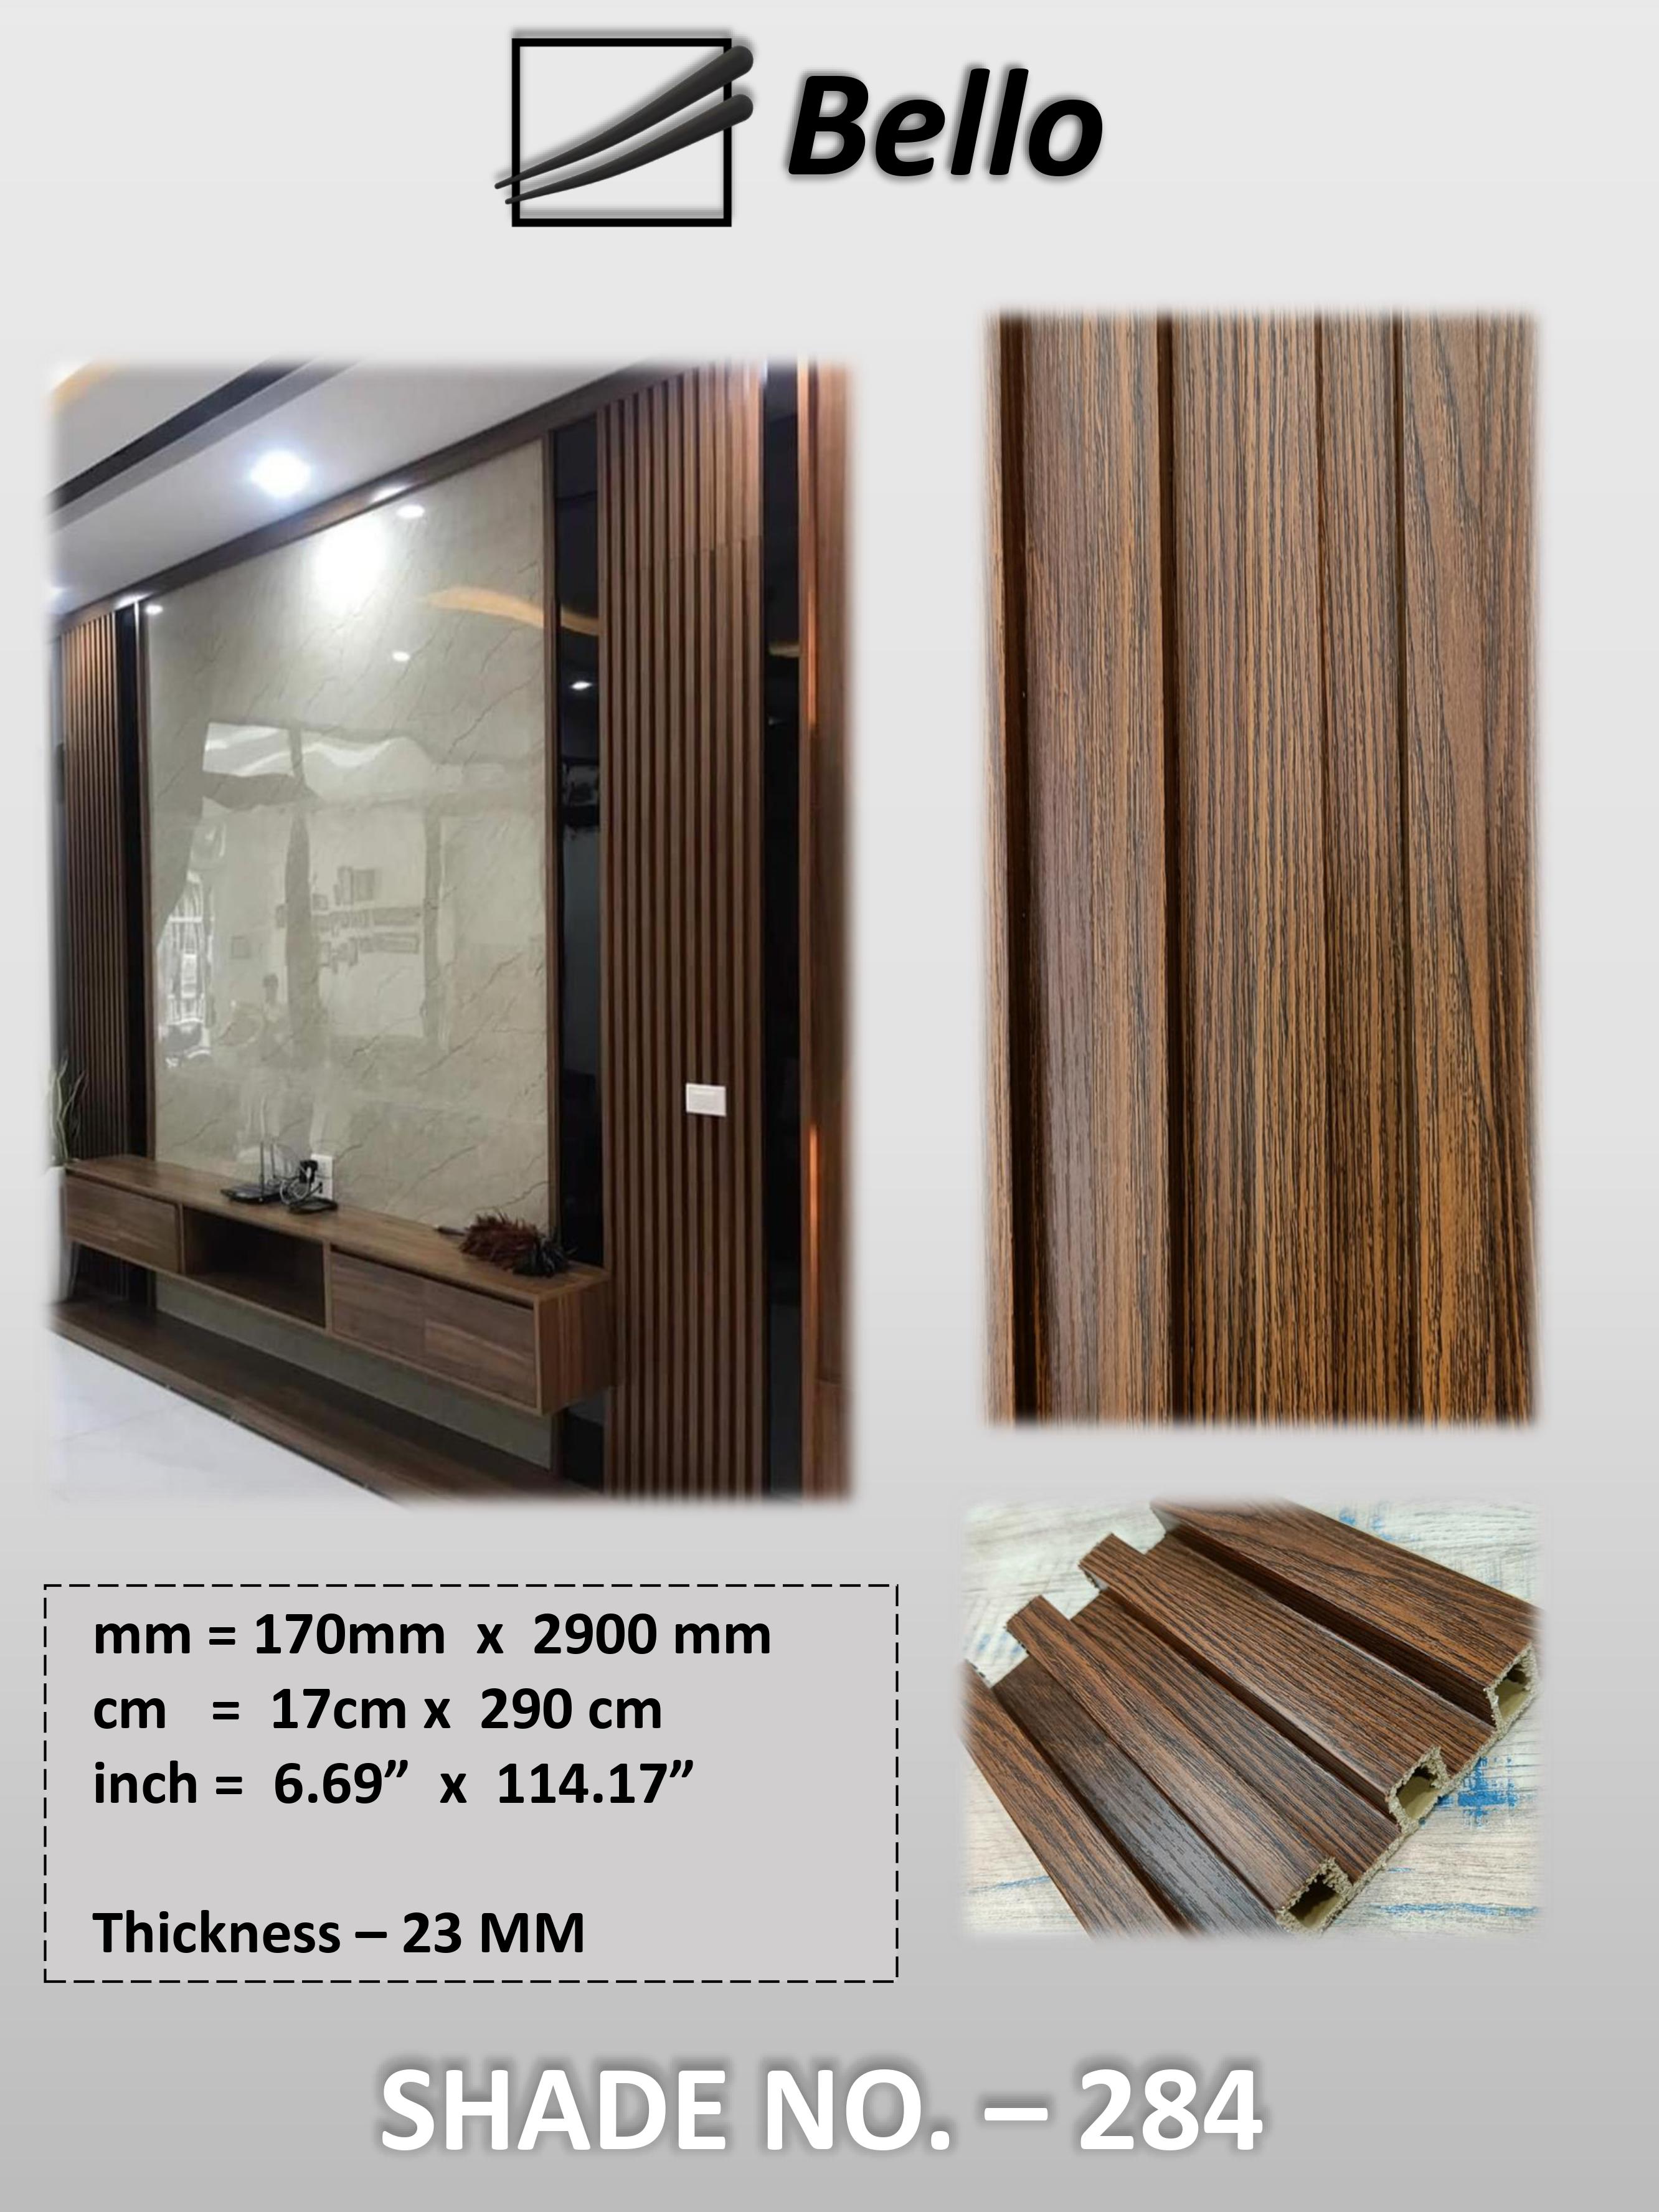 Bello
mm = 170mm x 2900 mm
cm = 17cm x 290 cm
inch = 6.69” x 114.17”
Thickness – 23 MM
SHADE NO. – 284